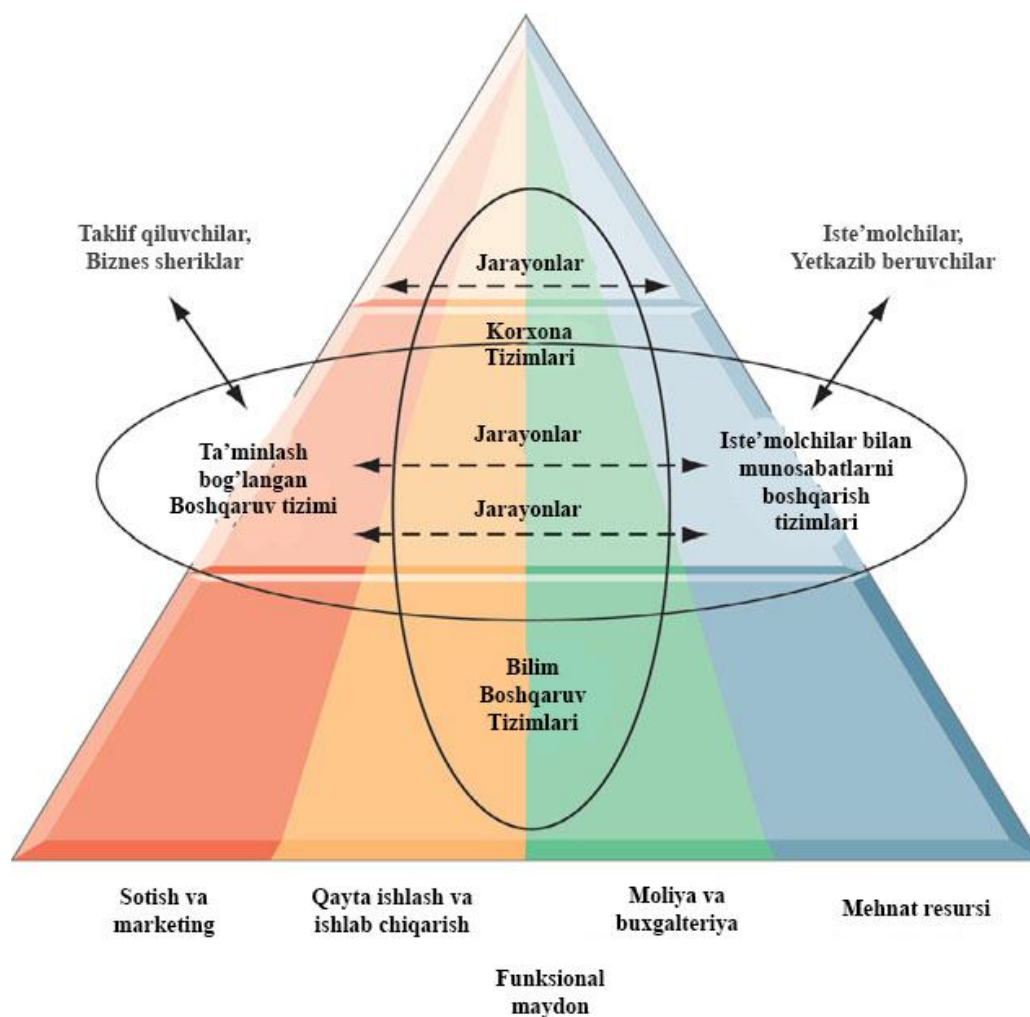 Taklif qiluvchilar,
Biznes sheriklar
Iste’molchilar,
Yetkazib beruvchilar
Jarayonlar
Korxona
Tizimlari
Ta’minlash
bog’langan
Boshqaruv tizimi
Jarayonlar
Jarayonlar
Iste’molchilar bilan
munosabatlarni
boshqarish
tizimlari
Bilim
Boshqaruv
Tizimlari
Sotish va
marketing
Qayta ishlash va
ishlab chiqarish
Moliya va
buxgalteriya
Mehnat resursi
Funksional
maydon